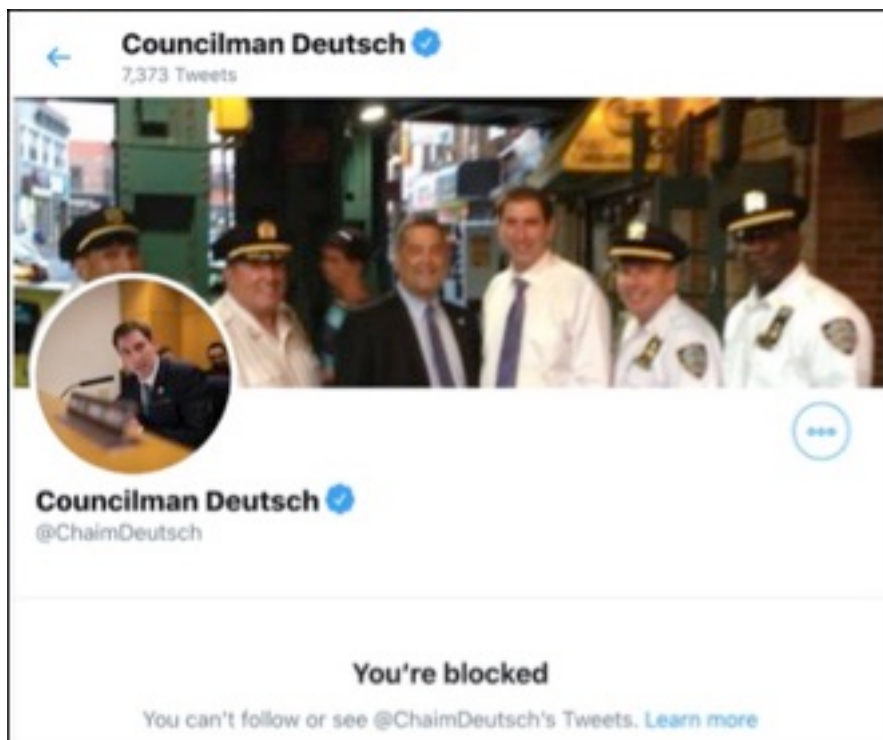 Councilman Deutsch
7,373 Tweets
Councilman Deutsch
@ChaimDeutsch
You're blocked
You can't follow or see @ChaimDeutsch's Tweets. Learn more